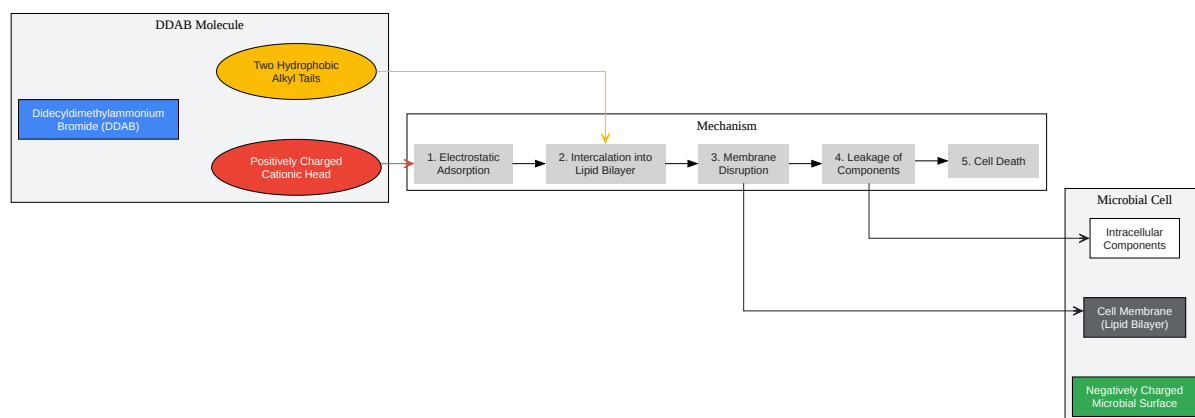 DDAB Molecule
Two Hydrophobic
Alkyl Tails
Didecyldimethylammonium
Bromide (DDAB)
Positively Charged
Cationic Head
Mechanism
1. Electrostatic
Adsorption
2. Intercalation into
Lipid Bilayer
3. Membrane
Disruption
4. Leakage of
Components
5. Cell Death
Microbial Cell
Intracellular
Components
Cell Membrane
(Lipid Bilayer)
Negatively Charged
Microbial Surface